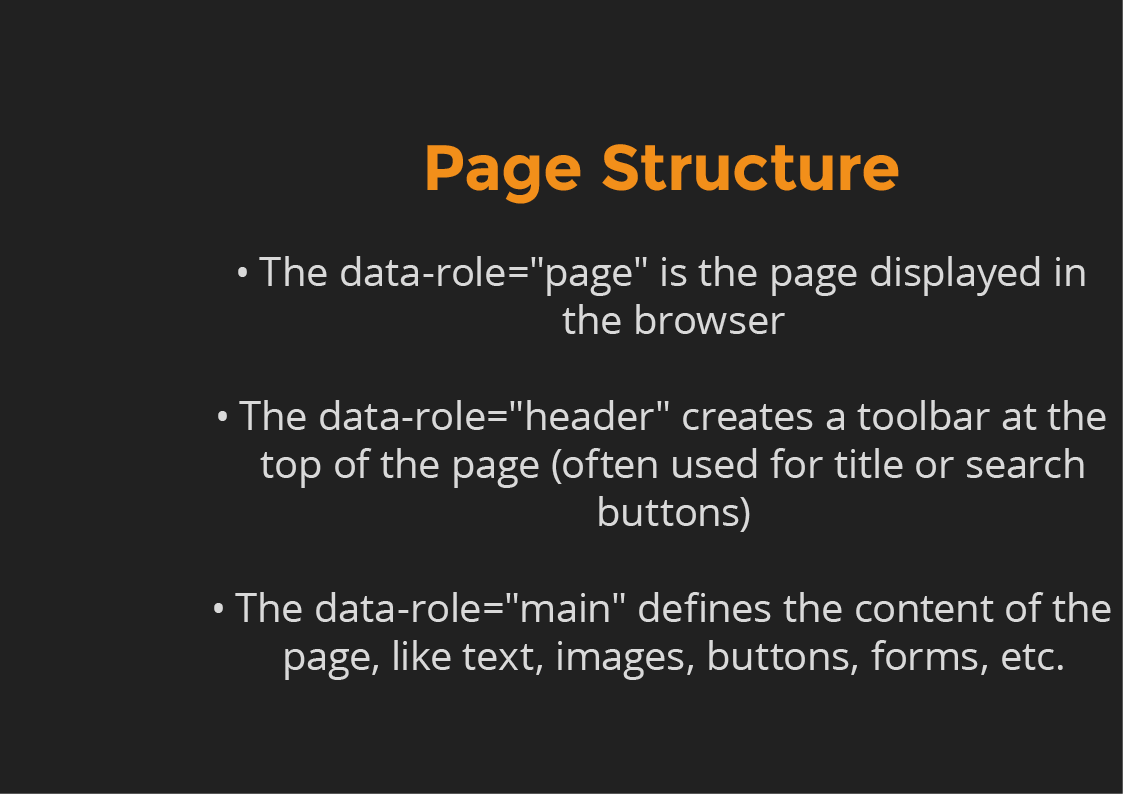 Page Structure
• The data-role="page" is the page displayed in
the browser
• The data-role="header" creates a toolbar at the
top of the page (often used for title or search
buttons)
• The data-role="main" defines the content of the
page, like text, images, buttons, forms, etc.